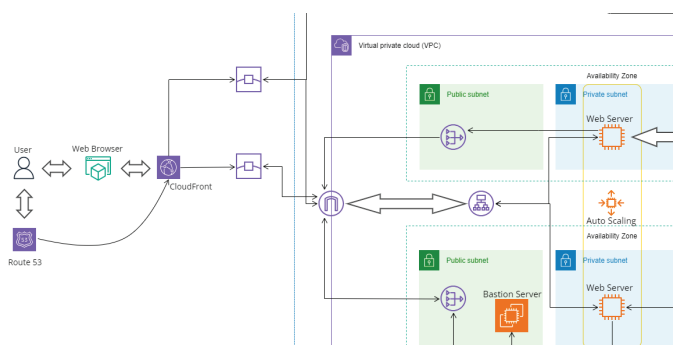 Virtual private cloud (VPC)
Availability Zone
Public subnet
Private subnet
Web Server
User
Web Browser
CloudFront
Auto Scaling
Availability Zone
53
Route 53
Public subnet
Private subnet
Bastion Server
Web Server